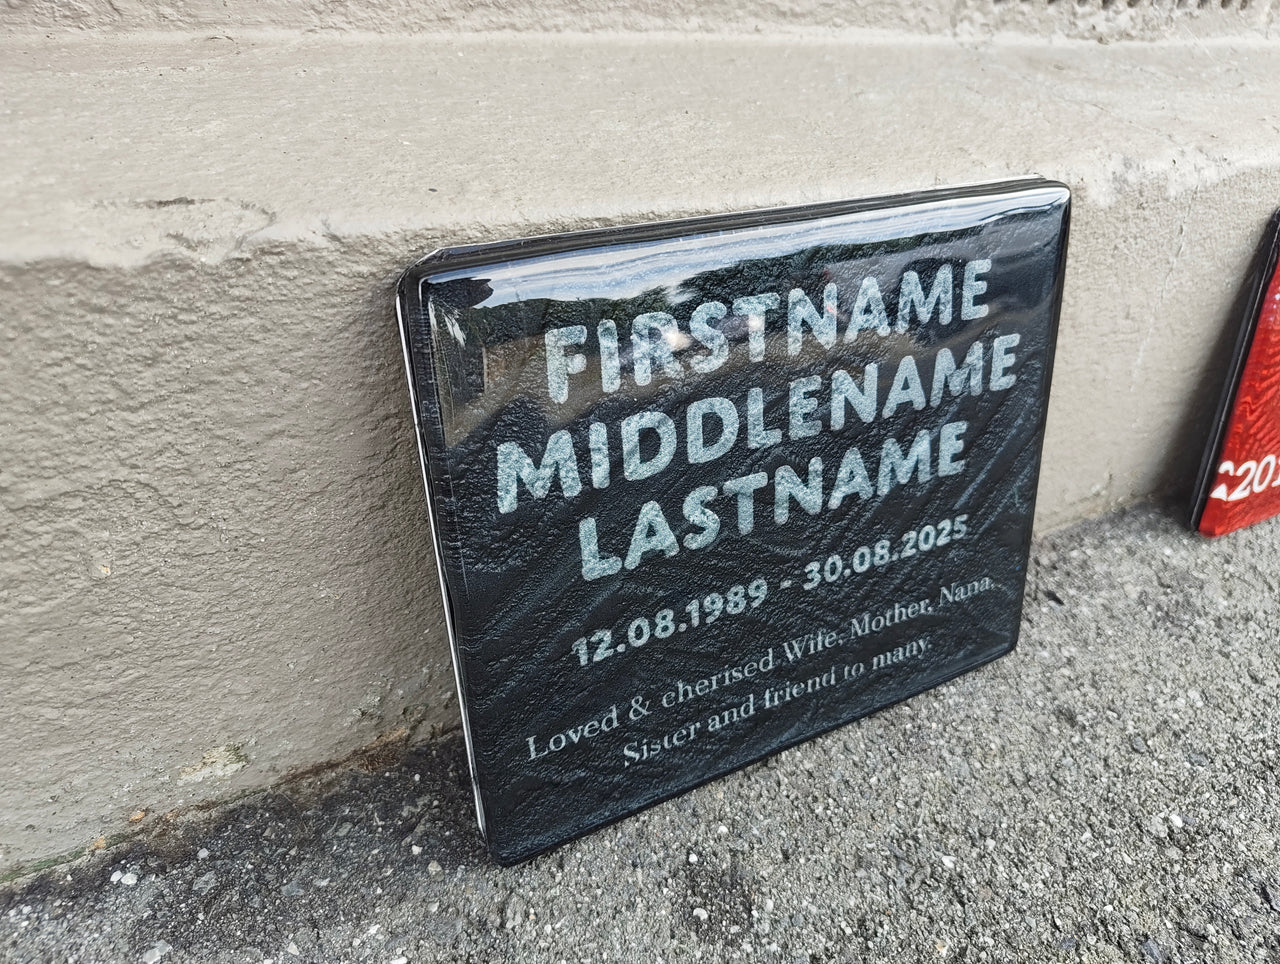 FIRSTNAME
MIDDLENAME
LASTNAME
12.08.1989 - 30.08.2025
Loved & cherised Wife, Mother, Nana,
Sister and friend to many.